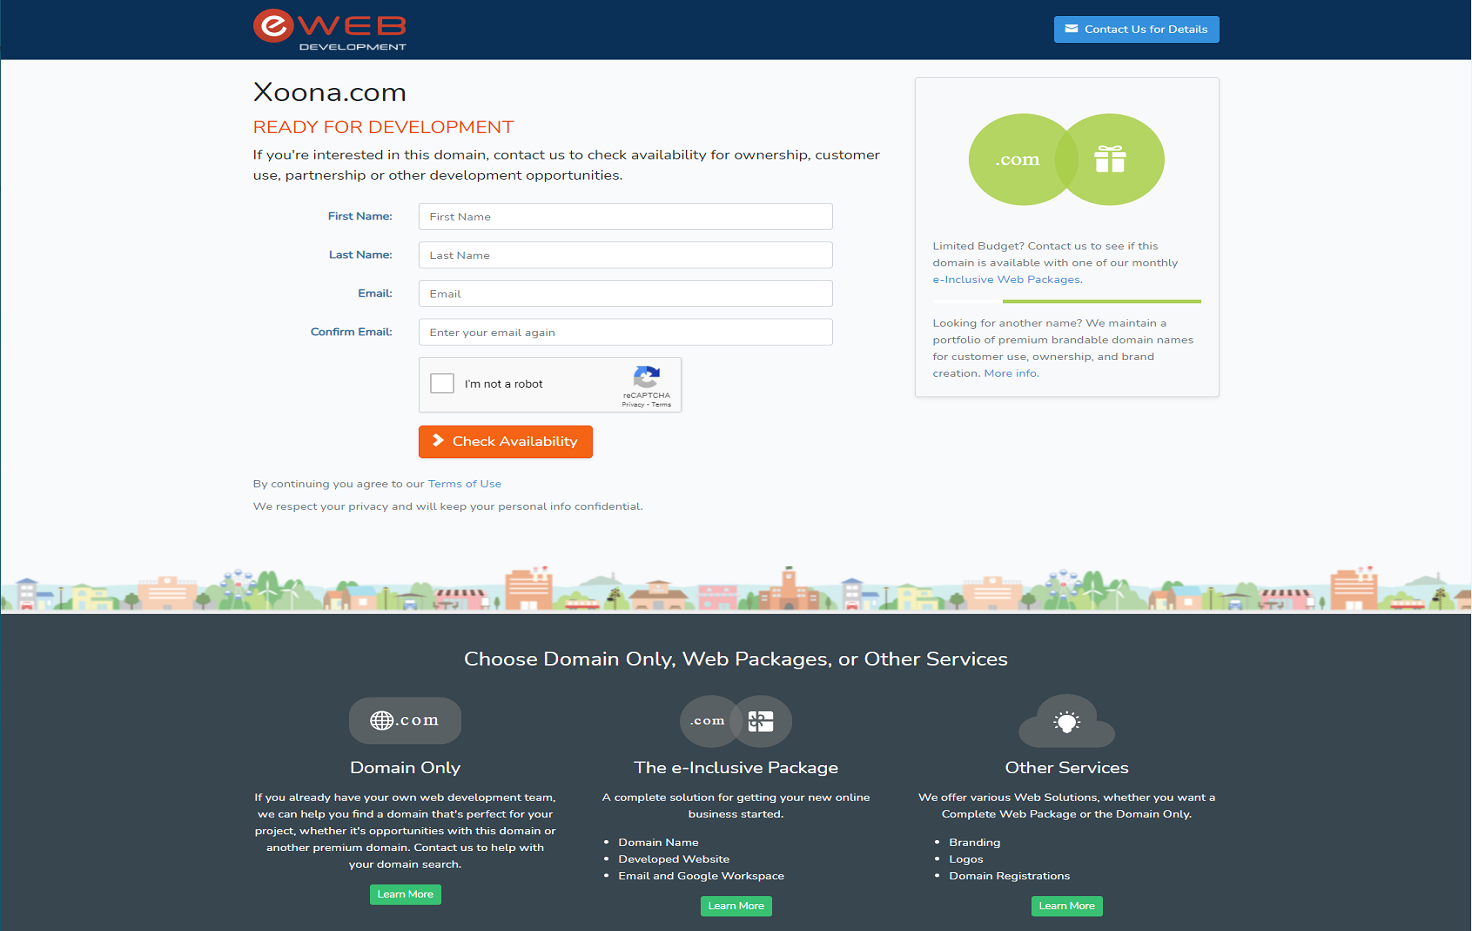 e WEB
DEVELOPMENT
Contact Us for Details
Xoona.com
READY FOR DEVELOPMENT
If you're interested in this domain, contact us to check availability for ownership, customer
use, partnership or other development opportunities.
First Name:
First Name
Last Name:
Last Name
Email:
Email
Confirm Email:
Enter your email again
I'm not a robot
reCAPTCHA
Privacy - Terms
Check Availability
By continuing you agree to our Terms of Use
We respect your privacy and will keep your personal info confidential.
.com
Limited Budget? Contact us to see if this
domain is available with one of our monthly
e-Inclusive Web Packages.
Looking for another name? We maintain a
portfolio of premium brandable domain names
for customer use, ownership, and brand
creation. More info.
Choose Domain Only, Web Packages, or Other Services
.com
Domain Only
If you already have your own web development team,
we can help you find a domain that's perfect for your
project, whether it's opportunities with this domain or
another premium domain. Contact us to help with
your domain search.
Learn More
.com
The e-Inclusive Package
A complete solution for getting your new online
business started.
• Domain Name
• Developed Website
• Email and Google Workspace
Learn More
Other Services
We offer various Web Solutions, whether you want a
Complete Web Package or the Domain Only.
• Branding
• Logos
• Domain Registrations
Learn More